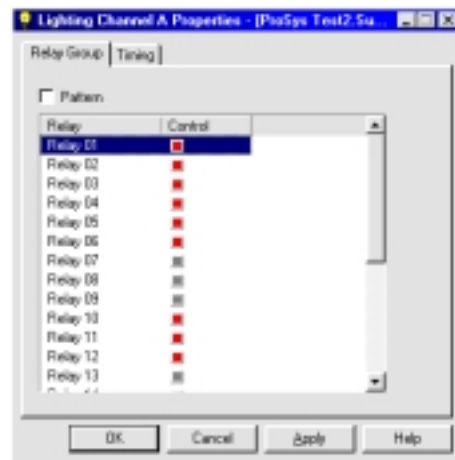 Lighting Channel A Properties - [ProSys Test2.Su...
Relay Group Timing
Pattern
Relay Control
Relay 01
Relay 02
Relay 03
Relay 04
Relay 05
Relay 06
Relay 07
Relay 08
Relay 09
Relay 10
Relay 11
Relay 12
Relay 13
OK Cancel Apply Help